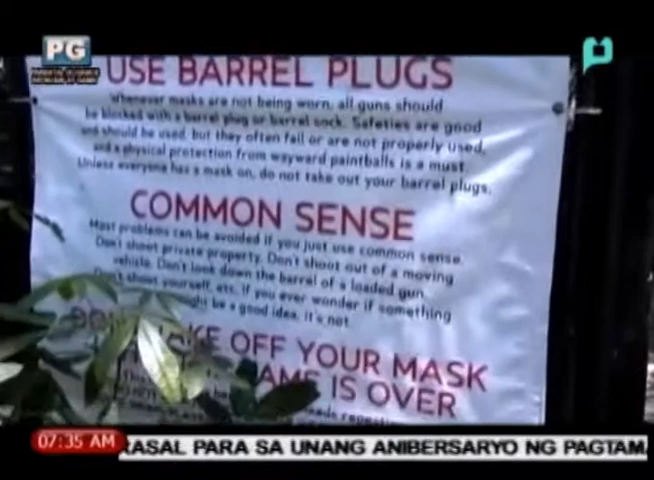 PG
USE BARREL PLUGS
Whenever masks are not being worn, all guns should
be blocked with a barrel plug or barrel sock. Safeties are good
and should be used, but they often fail or are not properly used,
and a physical protection from wayward paintballs is a must.
Unless everyone has a mask on, do not take out your barrel plugs.
COMMON SENSE
Most problems can be avoided if you just use common sense.
Don't shoot private property. Don't shoot out of a moving
vehicle. Don't look down the barrel of a loaded gun.
Don't shoot yourself, etc. If you ever wonder if something
might be a good idea, it's not.
OFF YOUR MASK
IS OVER
07:35 AM
RASAL PARA SA UNANG ANIBERSARYO NG PAGTAM